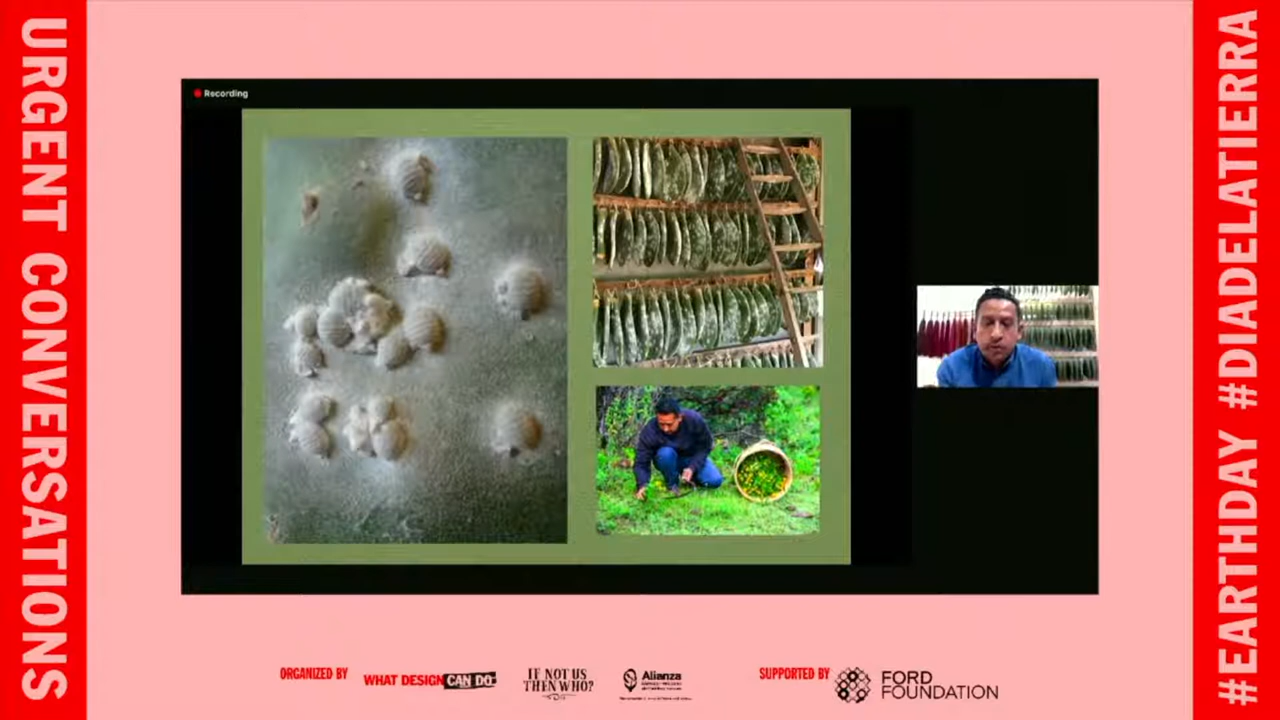 URGENT CONVERSATIONS
Recording
#EARTHDAY #DIADELATIERRA
ORGANIZED BY
WHAT DESIGN CAN DO
IF NOT US
THEN WHO?
Alianza
SUPPORTED BY
FORD
FOUNDATION